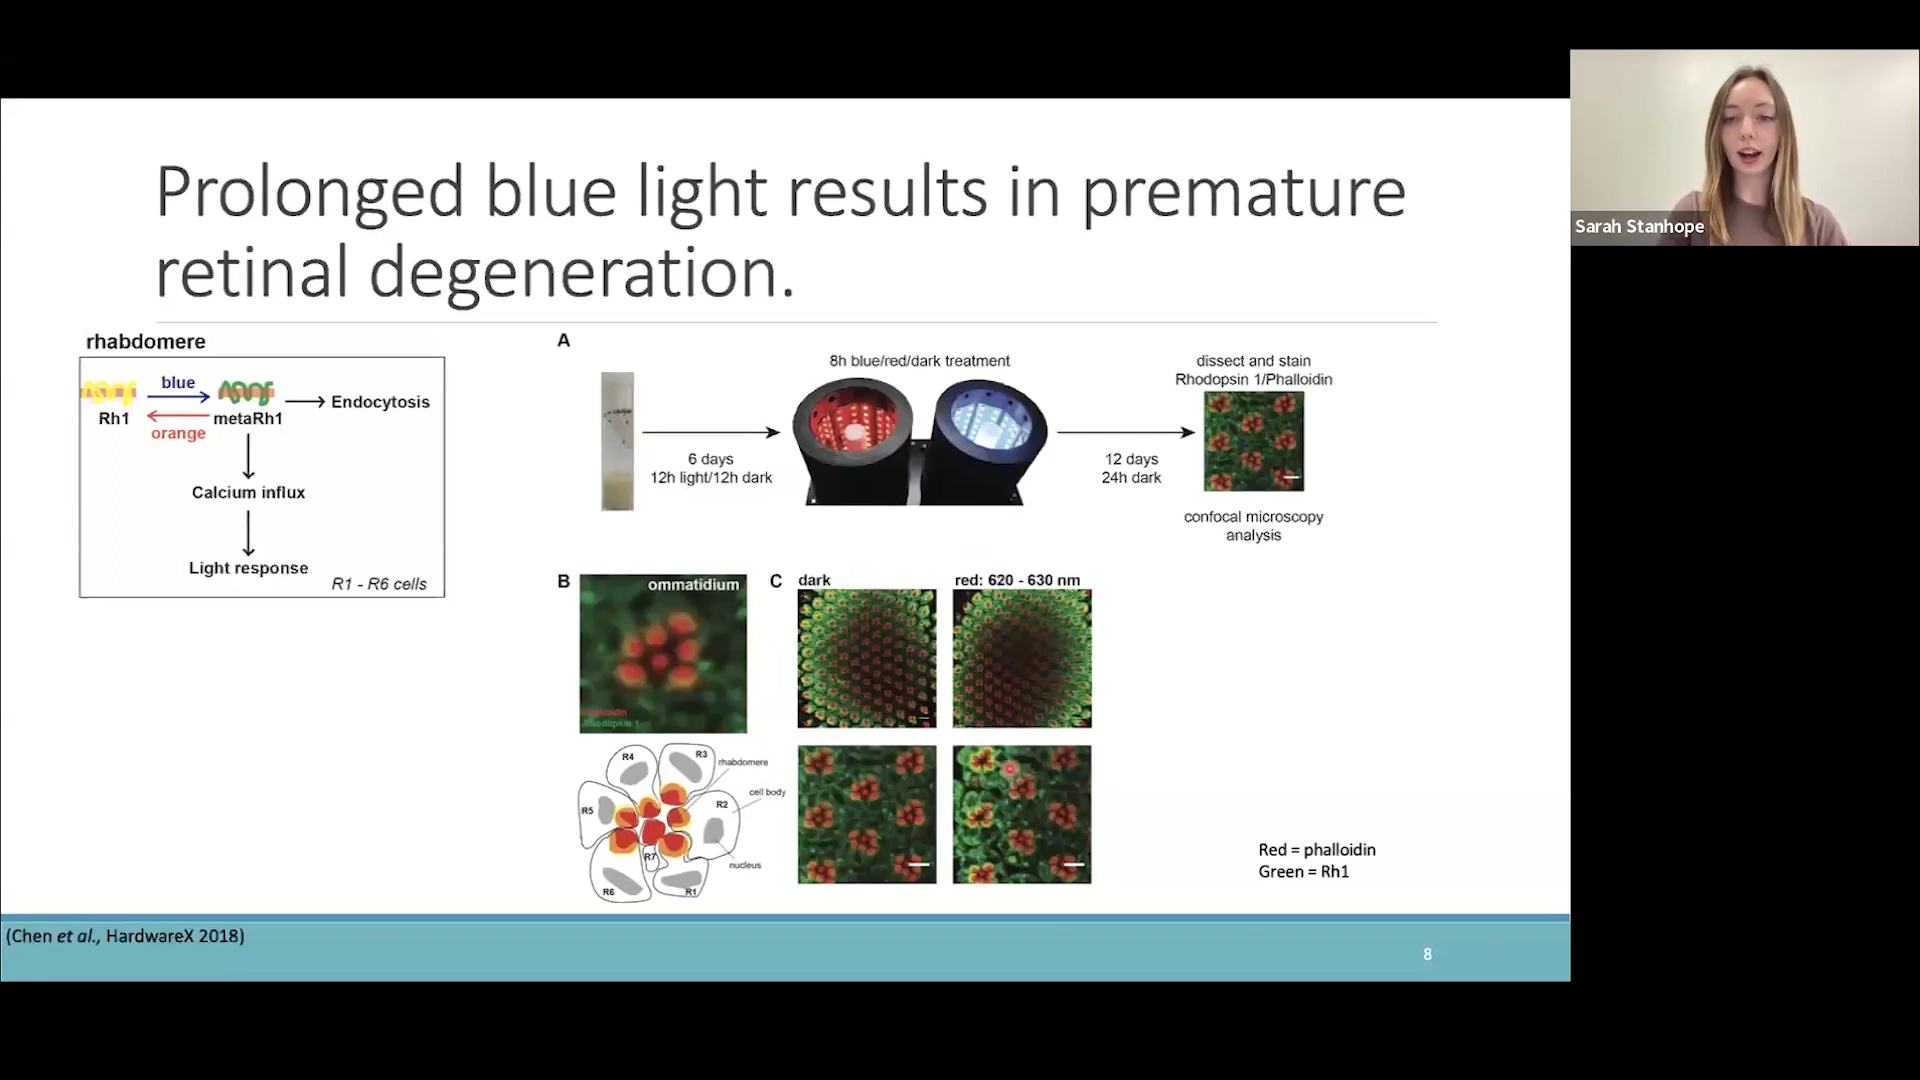 Prolonged blue light results in premature
retinal degeneration.
Sarah Stanhope
rhabdomere
blue
Rh1
metaRh1
orange
Endocytosis
Calcium influx
Light response
R1 - R6 cells
A
6 days
12h light/12h dark
8h blue/red/dark treatment
12 days
24h dark
dissect and stain
Rhodopsin 1/Phalloidin
confocal microscopy
analysis
B
ommatidium
Rhodopsin 1
R4
R3
rhabdomere
cell body
R5
R2
R7
nucleus
R6
R1
C
dark
red: 620 - 630 nm
Red = phalloidin
Green = Rh1
(Chen et al., HardwareX 2018)
8